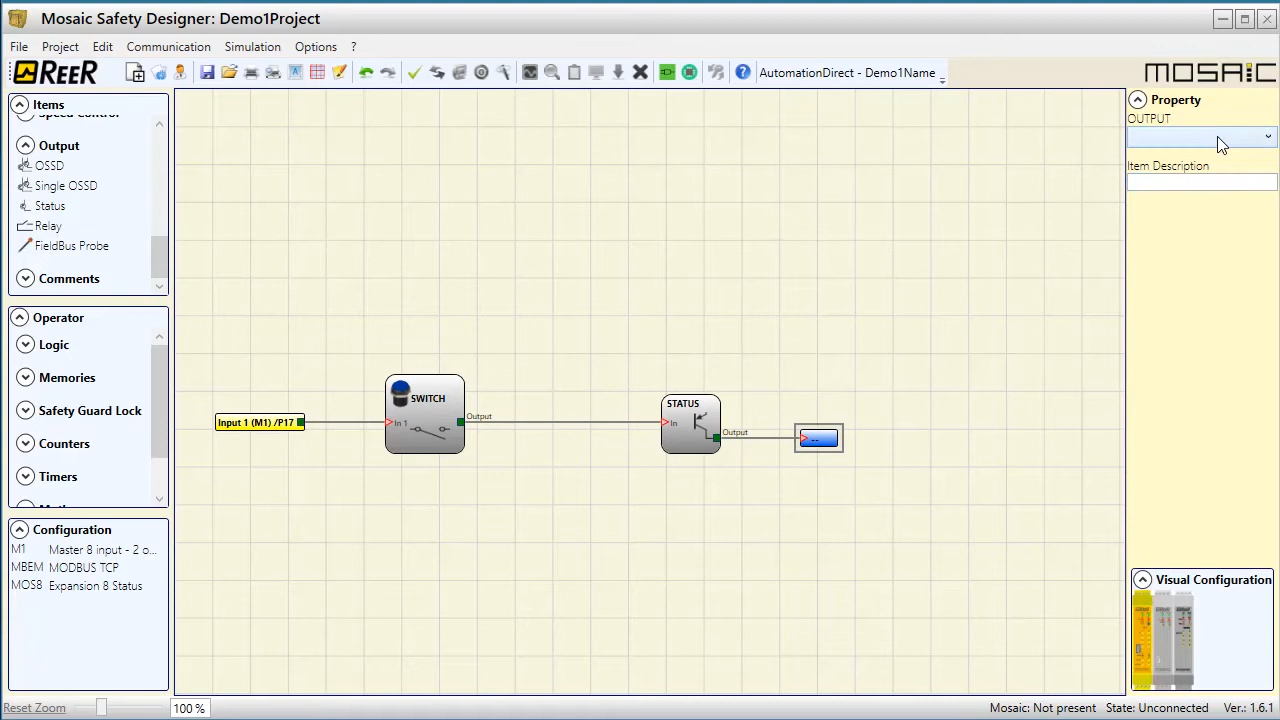 Mosaic Safety Designer: Demo1Project
File Project Edit Communication Simulation Options ?
REER
AutomationDirect - Demo1Name
MOSAIC
Items
Speed Control
Output
OSSD
Single OSSD
Status
Relay
FieldBus Probe
Comments
Operator
Logic
Memories
Safety Guard Lock
Counters
Timers
Configuration
M1 Master 8 input - 2 o...
MBEM MODBUS TCP
MOS8 Expansion 8 Status
Input 1 (M1) /P17
SWITCH
In 1
Output
STATUS
In
Output
--
Property
OUTPUT
Item Description
Visual Configuration
Reset Zoom
100 %
Mosaic: Not present State: Unconnected Ver.: 1.6.1